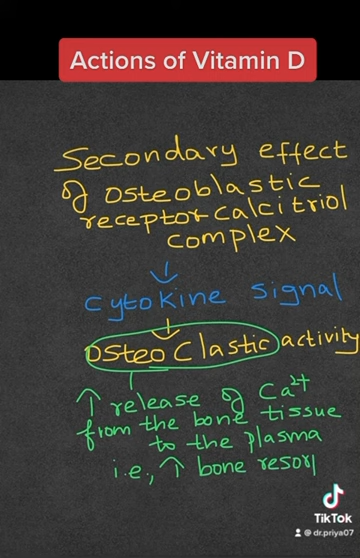 Actions of Vitamin D
Secondary effect
of osteoblastic
receptor calcitriol
complex
↓
cytokine signal
↓
osteoclastic activity
↑ release of Ca²⁺
from the bone tissue
to the plasma
i.e., ↑ bone resor
TikTok
@ dr.priya07